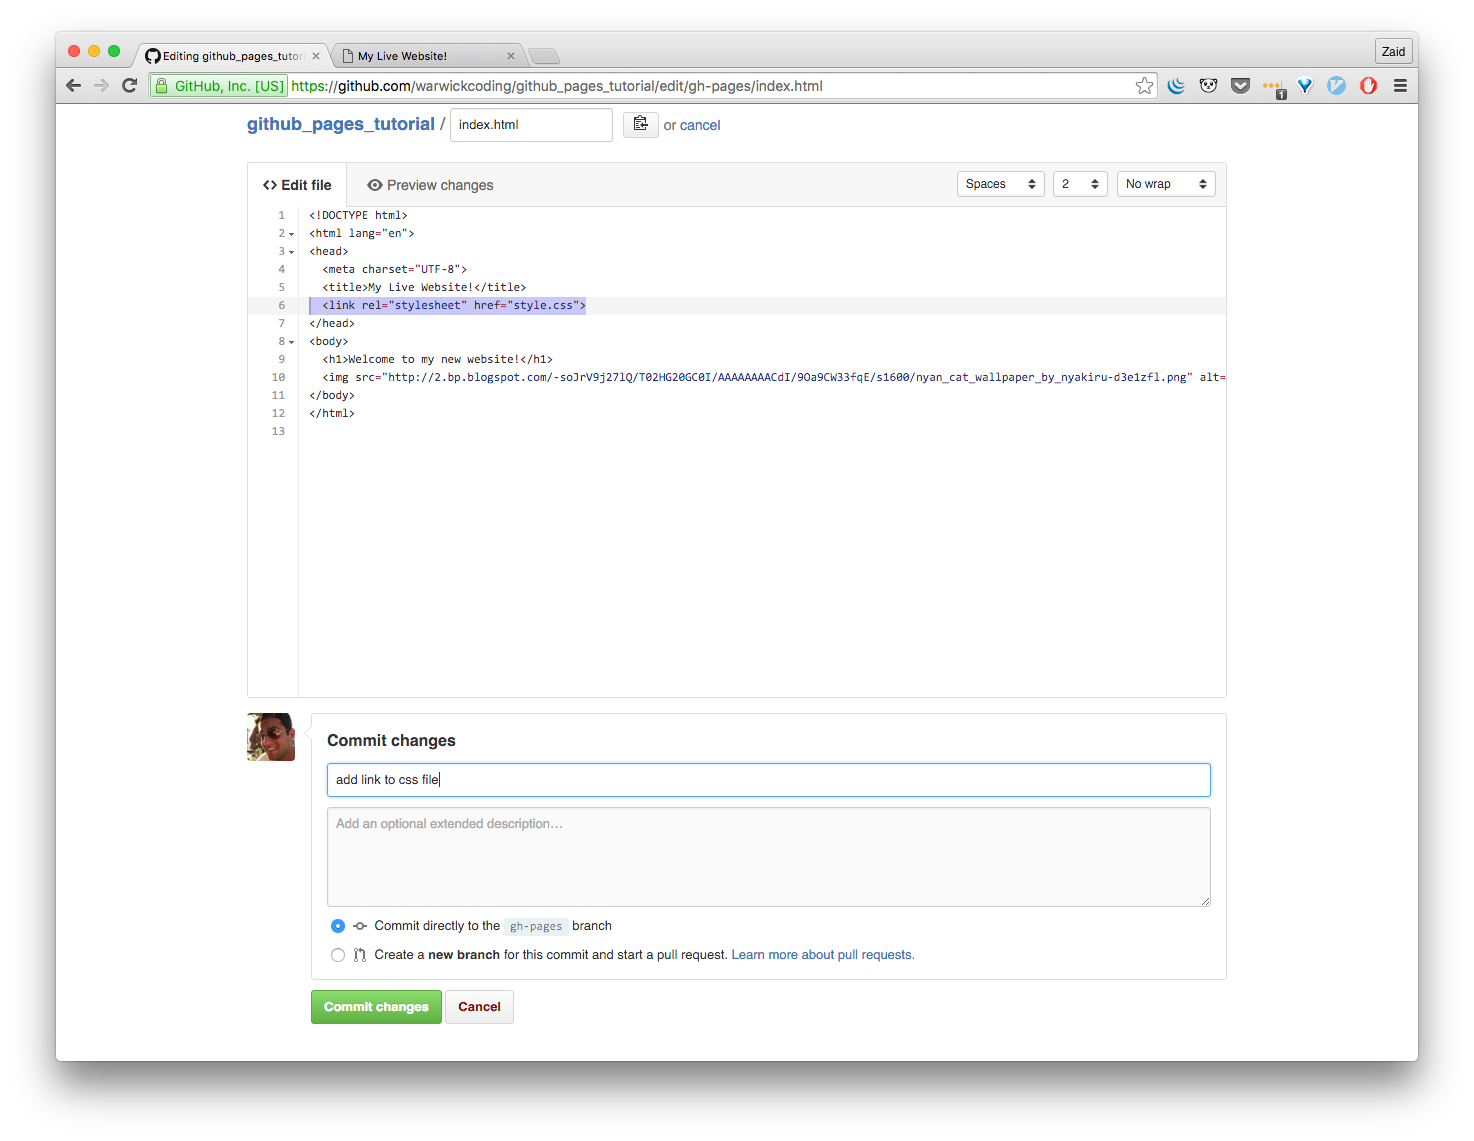 Editing github_pages_tutori
My Live Website!
Zaid
GitHub, Inc. [US] https://github.com/warwickcoding/github_pages_tutorial/edit/gh-pages/index.html
1
github_pages_tutorial / index.html or cancel
Edit file Preview changes Spaces 2 No wrap
1 <!DOCTYPE html>
2 <html lang="en">
3 <head>
4 <meta charset="UTF-8">
5 <title>My Live Website!</title>
6 <link rel="stylesheet" href="style.css">
7 </head>
8 <body>
9 <h1>Welcome to my new website!</h1>
10 <img src="http://2.bp.blogspot.com/-soJrV9j27lQ/T02HG20GC0I/AAAAAAAACdI/9Oa9CW33fqE/s1600/nyan_cat_wallpaper_by_nyakiru-d3e1zfl.png" alt=
11 </body>
12 </html>
13
Commit changes
add link to css file
Add an optional extended description…
Commit directly to the gh-pages branch
Create a new branch for this commit and start a pull request. Learn more about pull requests.
Commit changes Cancel